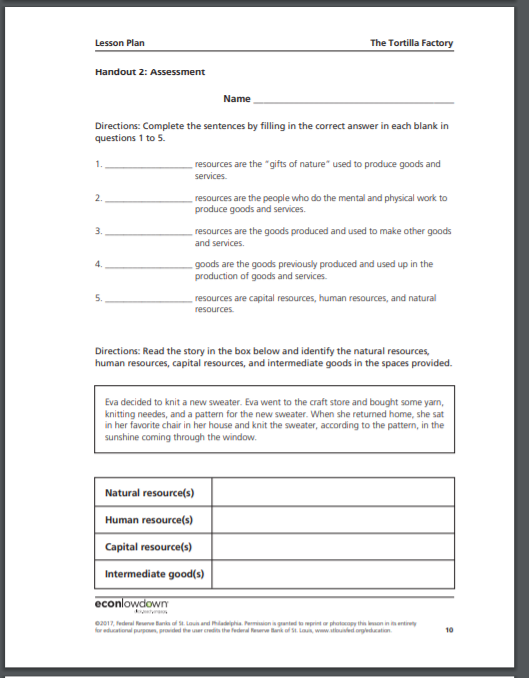 Lesson Plan The Tortilla Factory
Handout 2: Assessment
Name
Directions: Complete the sentences by filling in the correct answer in each blank in
questions 1 to 5.
1. resources are the "gifts of nature" used to produce goods and
services.
2. resources are the people who do the mental and physical work to
produce goods and services.
3. resources are the goods produced and used to make other goods
and services.
4. goods are the goods previously produced and used up in the
production of goods and services.
5. resources are capital resources, human resources, and natural
resources.
Directions: Read the story in the box below and identify the natural resources,
human resources, capital resources, and intermediate goods in the spaces provided.
Eva decided to knit a new sweater. Eva went to the craft store and bought some yarn,
knitting needes, and a pattern for the new sweater. When she returned home, she sat
in her favorite chair in her house and knit the sweater, according to the pattern, in the
sunshine coming through the window.
Natural resource(s)
Human resource(s)
Capital resource(s)
Intermediate good(s)
econlowdown
©2017, Federal Reserve Banks of St. Louis and Philadelphia. Permission is granted to reprint or photocopy this lesson in its entirety
for educational purposes, provided the user credits the Federal Reserve Bank of St. Louis, www.stlouisfed.org/education. 10